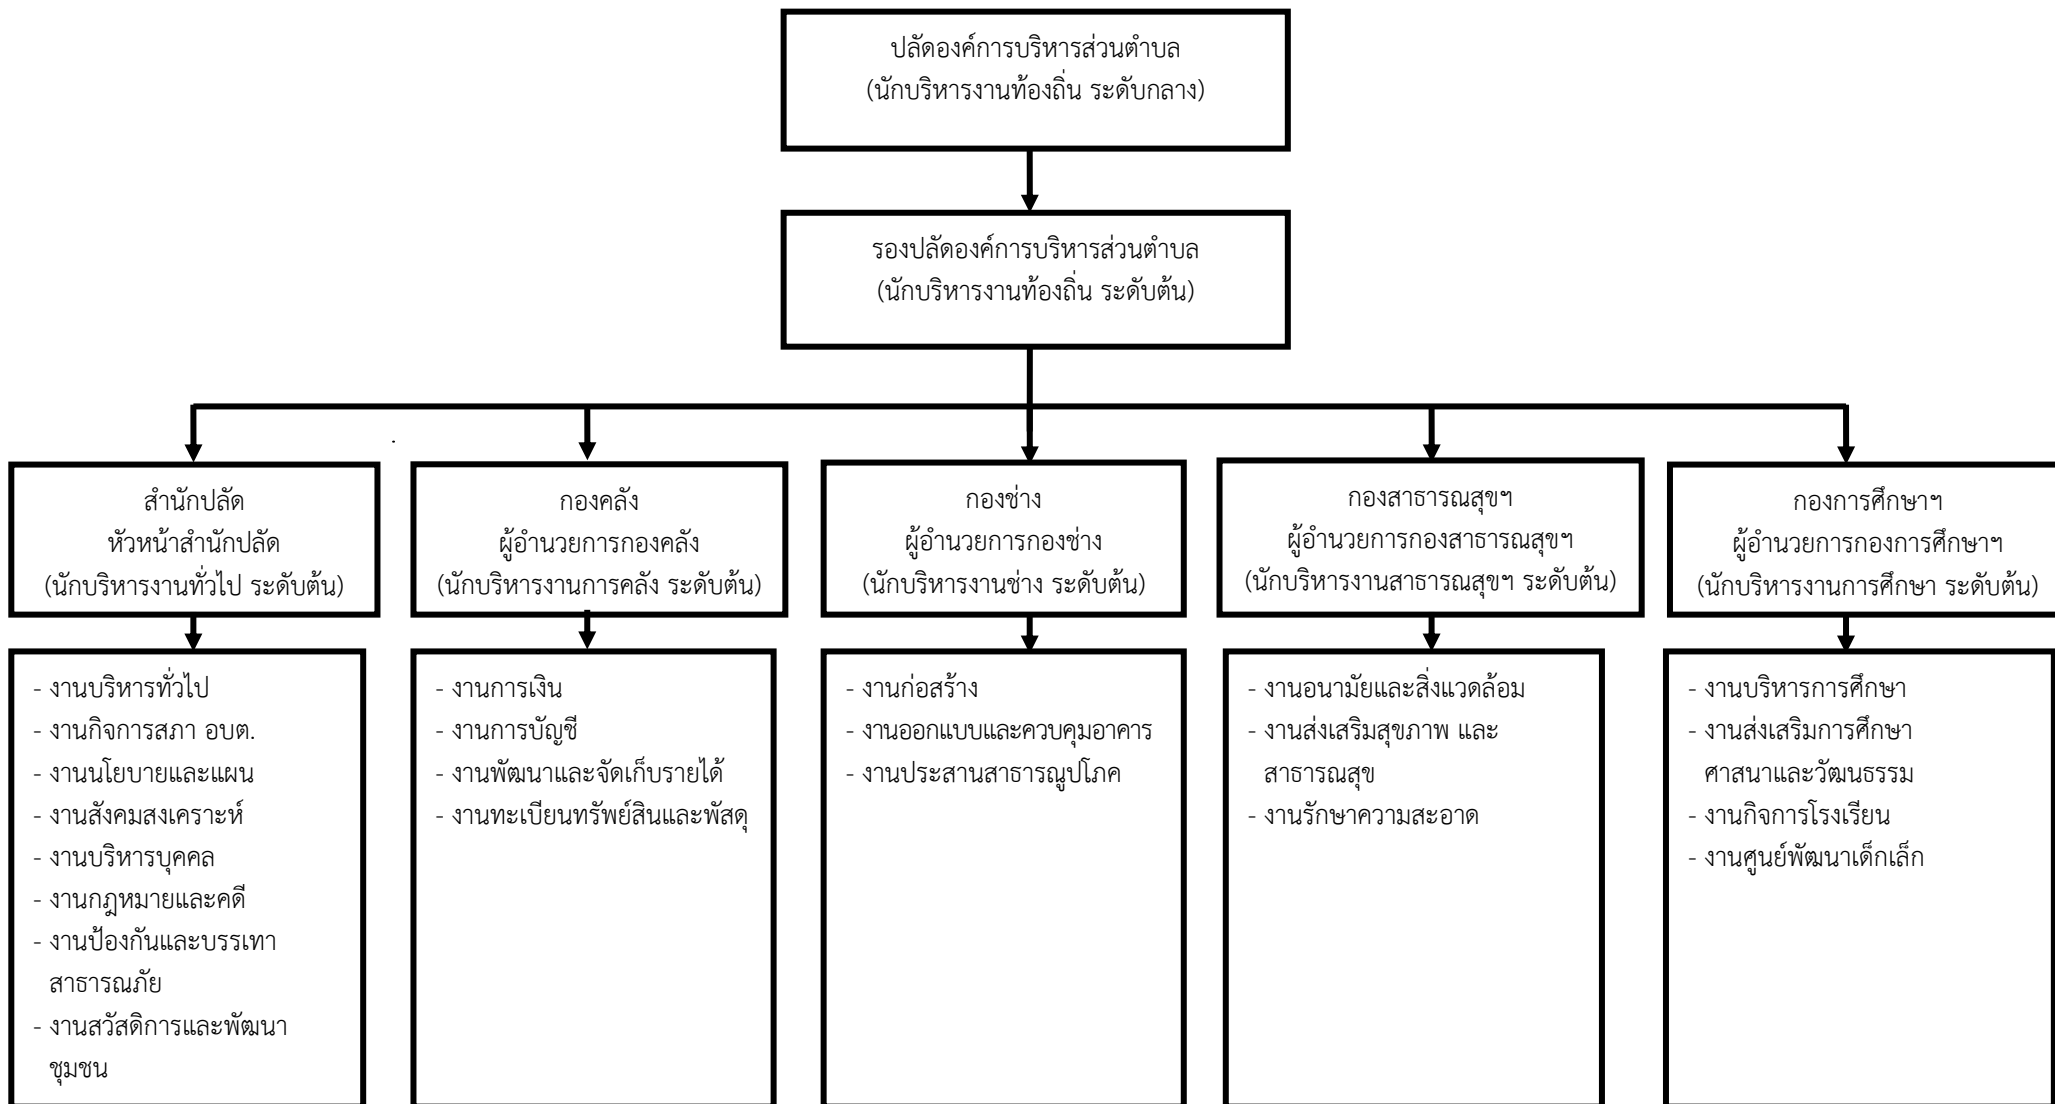 ปลัดองค์การบริหารส่วนตำบล
(นักบริหารงานท้องถิ่น ระดับกลาง)
รองปลัดองค์การบริหารส่วนตำบล
(นักบริหารงานท้องถิ่น ระดับต้น)
สำนักปลัด
หัวหน้าสำนักปลัด
(นักบริหารงานทั่วไป ระดับต้น)
กองคลัง
ผู้อำนวยการกองคลัง
(นักบริหารงานการคลัง ระดับต้น)
กองช่าง
ผู้อำนวยการกองช่าง
(นักบริหารงานช่าง ระดับต้น)
กองสาธารณสุขฯ
ผู้อำนวยการกองสาธารณสุขฯ
(นักบริหารงานสาธารณสุขฯ ระดับต้น)
กองการศึกษาฯ
ผู้อำนวยการกองการศึกษาฯ
(นักบริหารงานการศึกษา ระดับต้น)
- งานบริหารทั่วไป
- งานกิจการสภา อบต.
- งานนโยบายและแผน
- งานสังคมสงเคราะห์
- งานบริหารบุคคล
- งานกฎหมายและคดี
- งานป้องกันและบรรเทา
สาธารณภัย
- งานสวัสดิการและพัฒนา
ชุมชน
- งานการเงิน
- งานการบัญชี
- งานพัฒนาและจัดเก็บรายได้
- งานทะเบียนทรัพย์สินและพัสดุ
- งานก่อสร้าง
- งานออกแบบและควบคุมอาคาร
- งานประสานสาธารณูปโภค
- งานอนามัยและสิ่งแวดล้อม
- งานส่งเสริมสุขภาพ และ
สาธารณสุข
- งานรักษาความสะอาด
- งานบริหารการศึกษา
- งานส่งเสริมการศึกษา
ศาสนาและวัฒนธรรม
- งานกิจการโรงเรียน
- งานศูนย์พัฒนาเด็กเล็ก